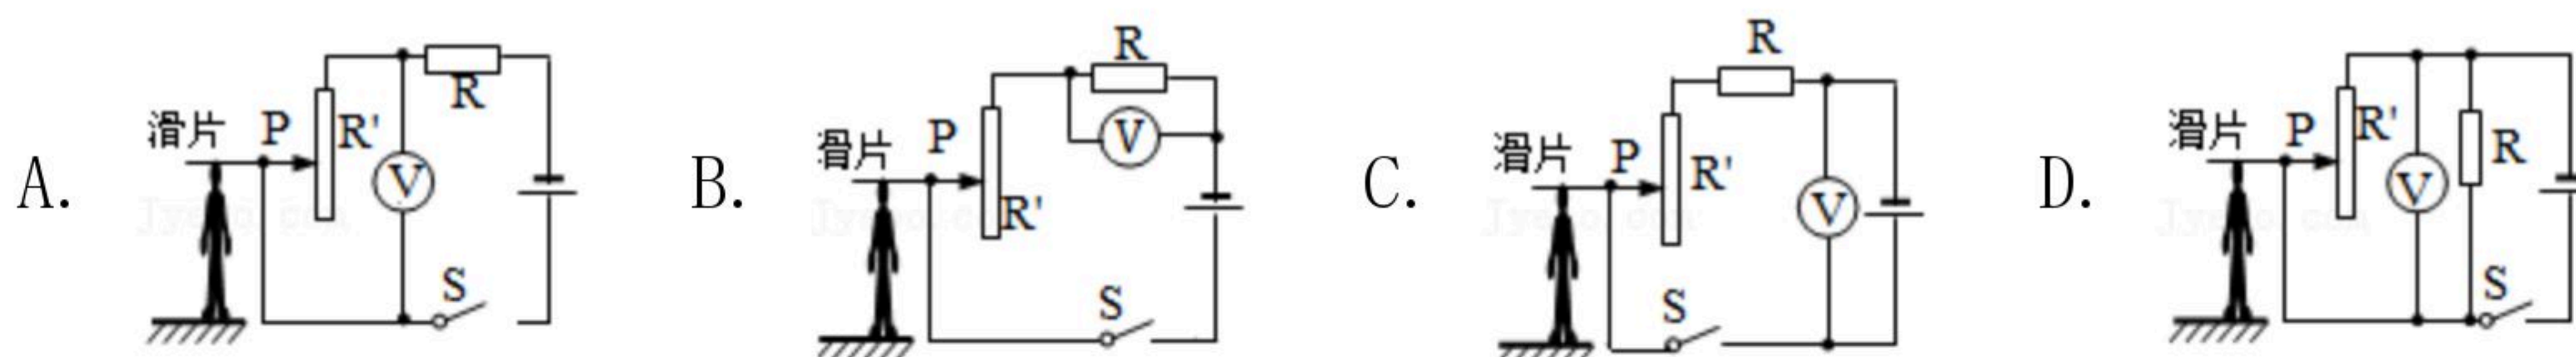 A. 滑片 P R' R V S
B. 滑片 P R' R V S
C. 滑片 P R' R V S
D. 滑片 P R' V R S